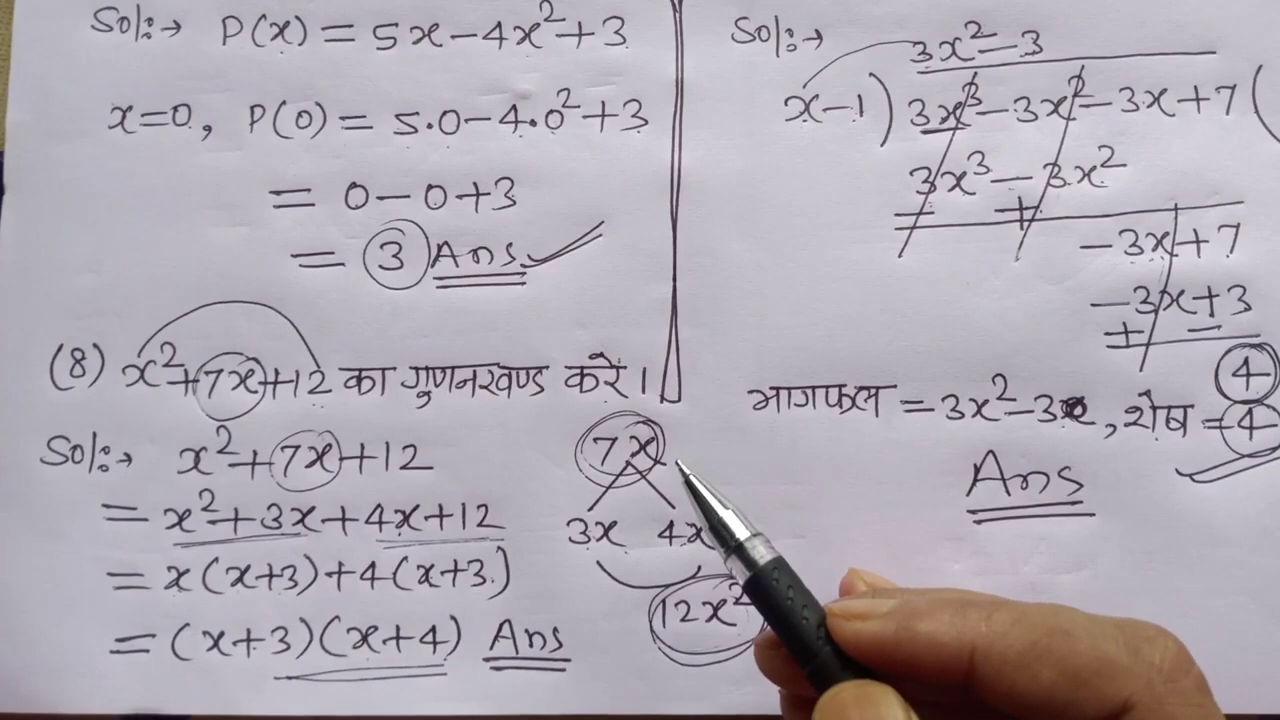 Sol:→ P(x) = 5x-4x²+3
x=0, P(0) = 5.0-4.0²+3
= 0-0+3
= 3 Ans
(8) x²+7x+12 का गुणनखण्ड करें।
Sol:→ x²+7x+12
= x²+3x+4x+12
= x(x+3)+4(x+3)
= (x+3)(x+4) Ans
7x
3x 4x
12x²
Sol:→
3x²-3
x-1)3x³-3x²-3x+7(
3x³-3x²
- +
-3x+7
-3x+3
+ -
4
भागफल = 3x²-3, शेष = 4
Ans